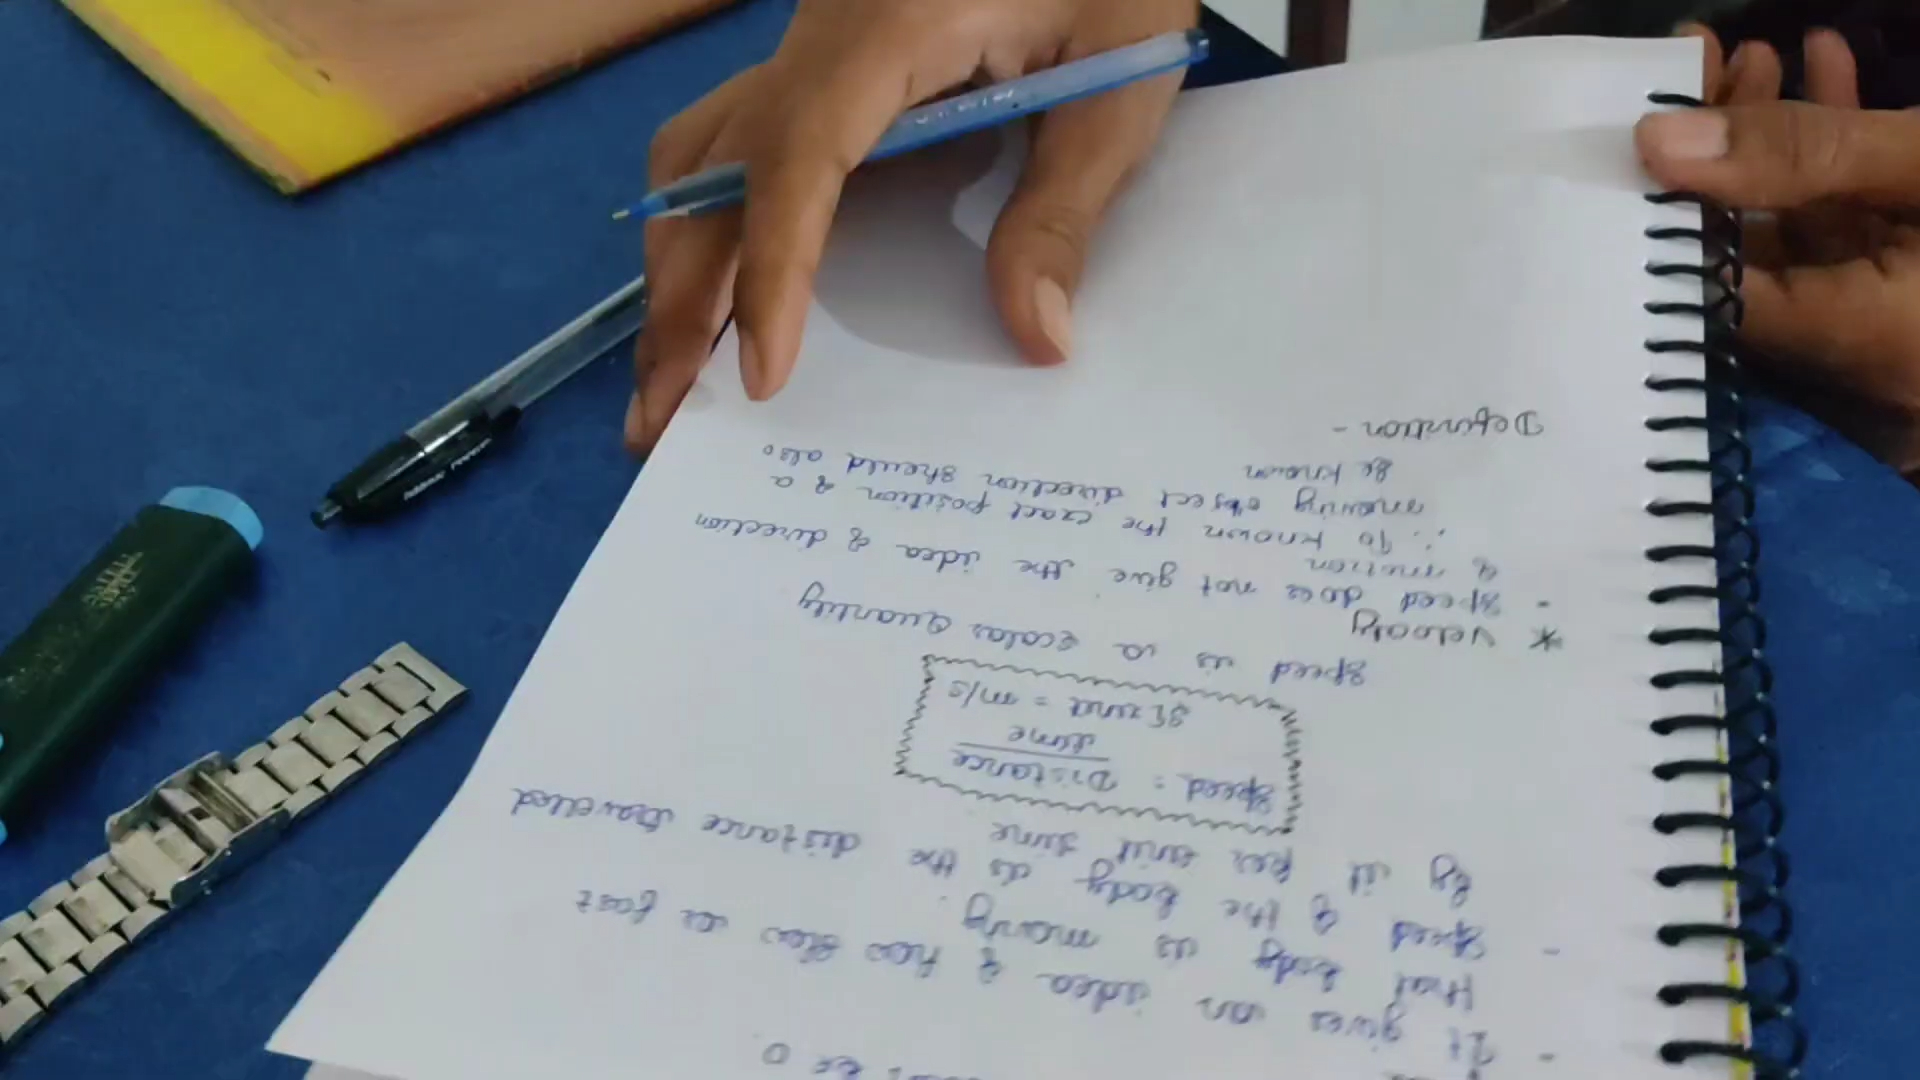 - It gives an idea of how slow or fast
that body is moving.
- Speed of the body is the distance travelled
by it per unit time
Speed = Distance
time
SI unit = m/s
Speed is a scalar Quantity
* Velocity
- Speed does not give the idea of direction
of motion
∴ To known the exact position of a
moving object direction should also
be known
Definition -